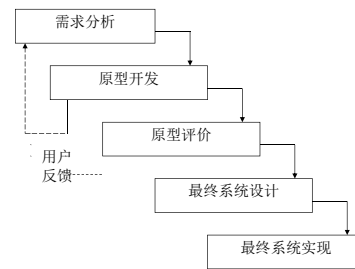 需求分析
原型开发
原型评价
用户
反馈
最终系统设计
最终系统实现